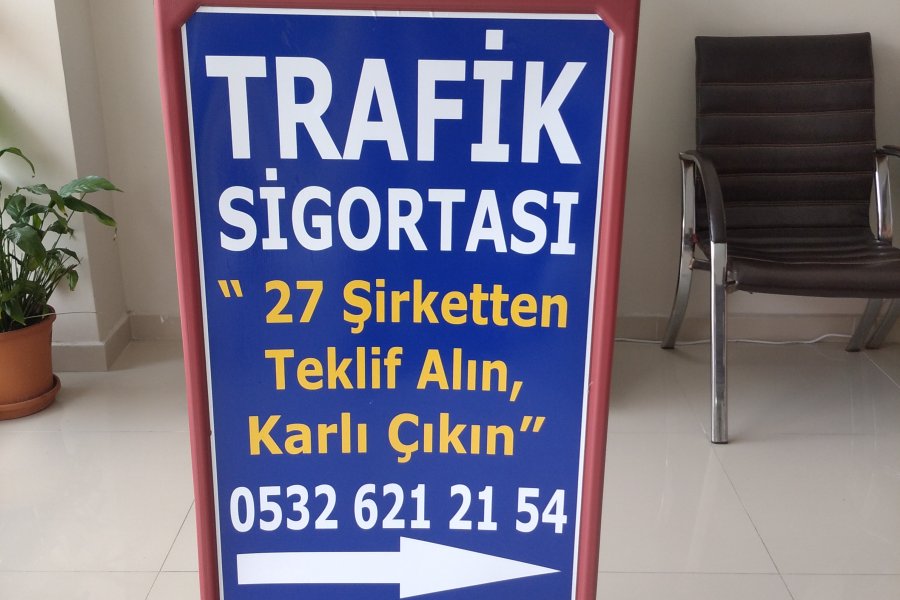 TRAFİK
SİGORTASI
“ 27 Şirketten
Teklif Alın,
Karlı Çıkın”
0532 621 21 54